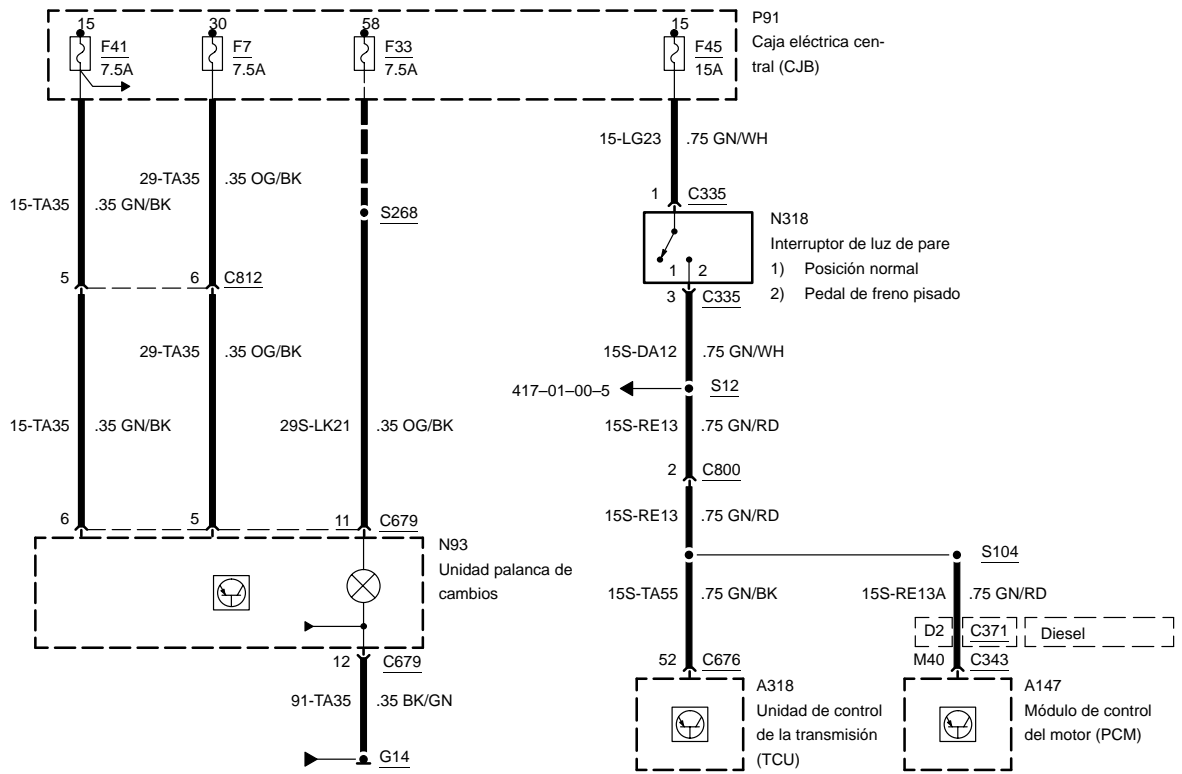 P91
Caja eléctrica cen-
tral (CJB)
15
F41
7.5A
30
F7
7.5A
58
F33
7.5A
15
F45
15A
15-LG23 .75 GN/WH
29-TA35 .35 OG/BK
15-TA35 .35 GN/BK
S268
1 C335
N318
Interruptor de luz de pare
1) Posición normal
2) Pedal de freno pisado
1 2
3 C335
5 6 C812
29-TA35 .35 OG/BK
15S-DA12 .75 GN/WH
417–01–00–5 S12
15-TA35 .35 GN/BK
29S-LK21 .35 OG/BK
15S-RE13 .75 GN/RD
2 C800
15S-RE13 .75 GN/RD
6 5 11 C679
N93
Unidad palanca de
cambios
S104
15S-TA55 .75 GN/BK
15S-RE13A .75 GN/RD
D2 C371 Diesel
12 C679
52 C676
M40 C343
91-TA35 .35 BK/GN
A318
Unidad de control
de la transmisión
(TCU)
A147
Módulo de control
del motor (PCM)
G14